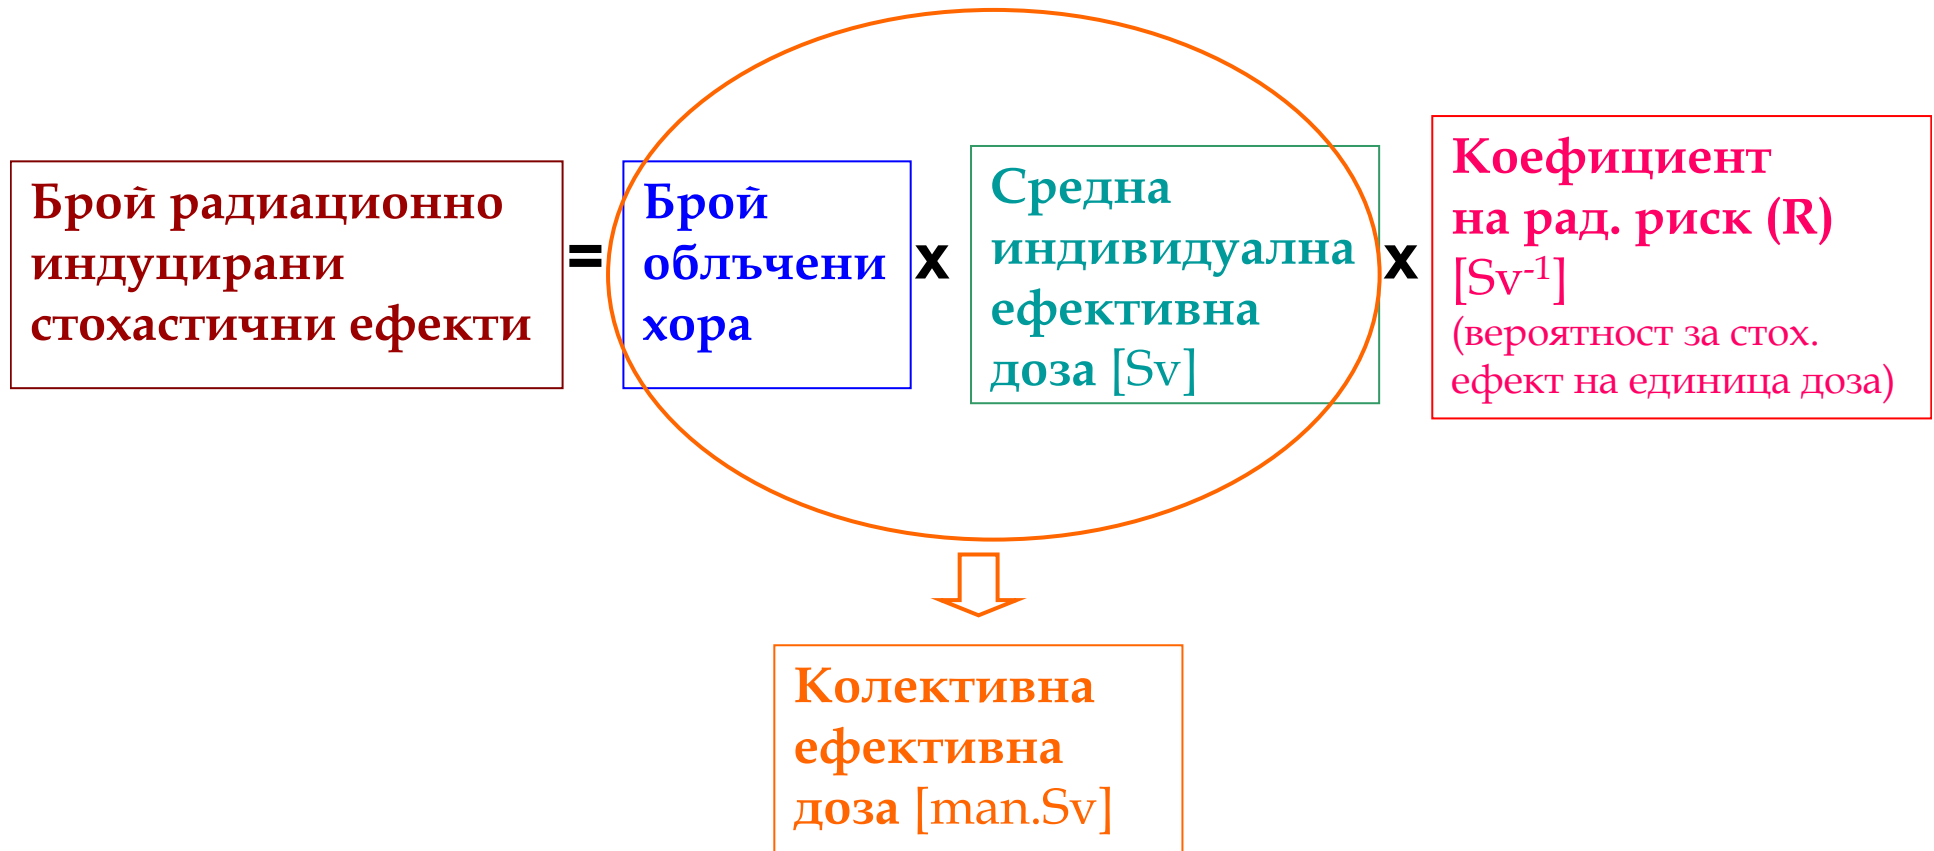 Брой радиационно
индуцирани
стохастични ефекти
=
Брой
облъчени
хора
x
Средна
индивидуална
ефективна
доза [Sv]
x
Коефициент
на рад. риск (R)
[Sv⁻¹]
(вероятност за стох.
ефект на единица доза)
Колективна
ефективна
доза [man.Sv]